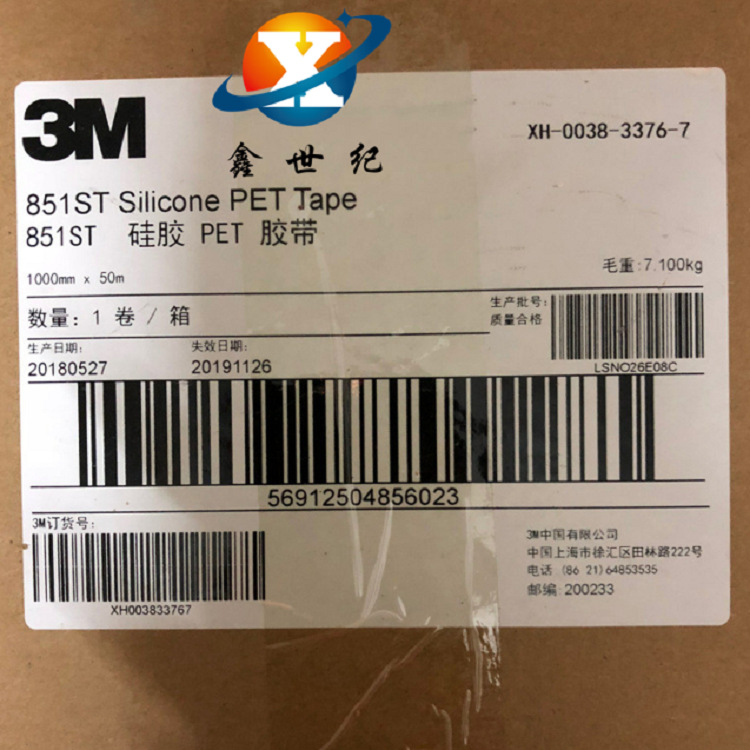 X
鑫世纪
3M
XH-0038-3376-7
851ST Silicone PET Tape
851ST 硅胶 PET 胶带
1000mm x 50m
毛重:7.100kg
数量: 1 卷 / 箱
生产批号:
质量合格
LSNO26E08C
生产日期:
失效日期:
20180527
20191126
56912504856023
3M订货号:
XH003833767
3M中国有限公司
中国上海市徐汇区田林路222号
电话 (86 21)64853535
邮编:200233